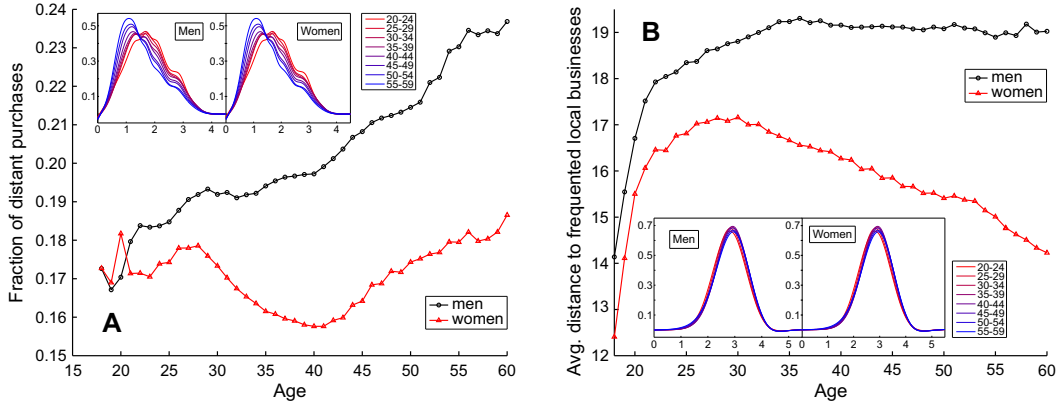 0.24
0.23
0.22
0.21
0.20
0.19
0.18
0.17
0.16
0.15
Fraction of distant purchases
15 20 25 30 35 40 45 50 55 60
Age
A
men
women
Men
0.5
0.3
0.1
0 1 2 3 4
Women
0 1 2 3 4
20-24
25-29
30-34
35-39
40-44
45-49
50-54
55-59
19
18
17
16
15
14
13
12
Avg. distance to frequented local businesses
20 25 30 35 40 45 50 55 60
Age
B
men
women
Men
0.7
0.5
0.3
0.1
0 1 2 3 4 5
Women
0 1 2 3 4 5
20-24
25-29
30-34
35-39
40-44
45-49
50-54
55-59